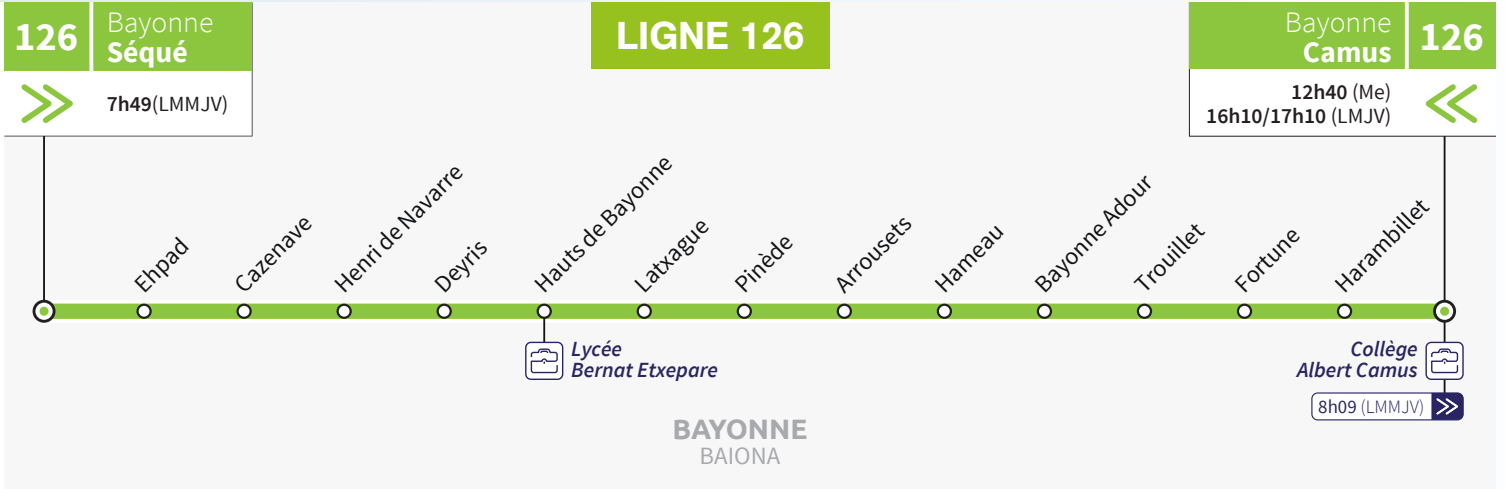 126
Bayonne
Séqué
7h49(LMMJV)
LIGNE 126
Bayonne
Camus
126
12h40 (Me)
16h10/17h10 (LMJV)
Ehpad
Cazenave
Henri de Navarre
Deyris
Hauts de Bayonne
Latxague
Pinède
Arrousets
Hameau
Bayonne Adour
Trouillet
Fortune
Harambillet
Lycée
Bernat Etxepare
Collège
Albert Camus
8h09 (LMMJV)
BAYONNE
BAIONA